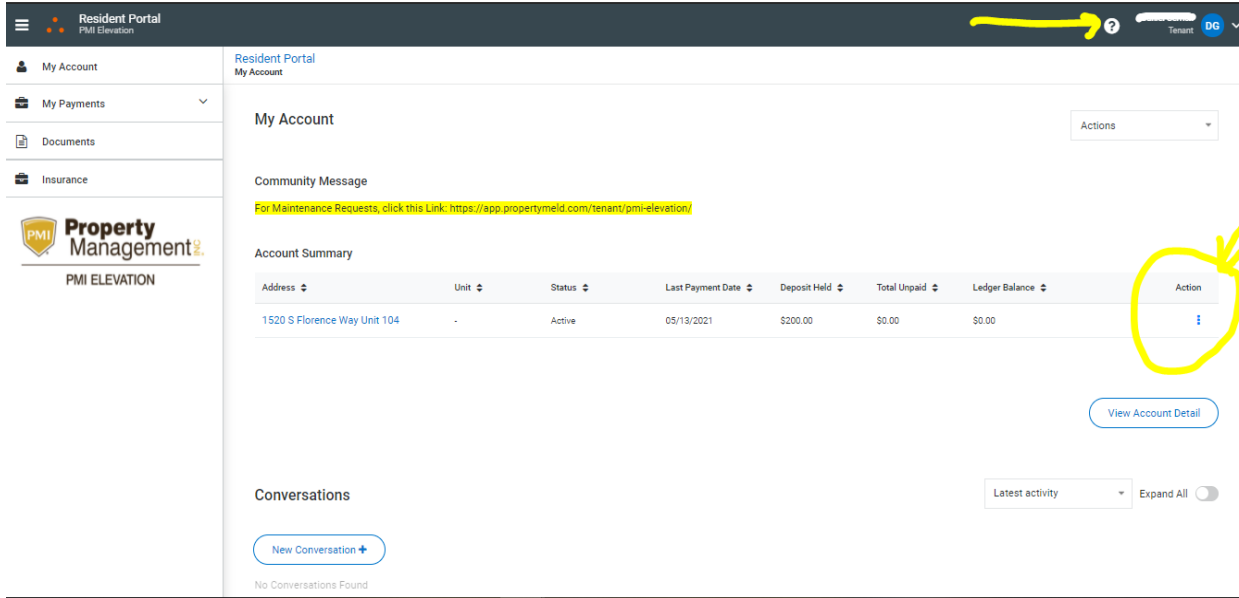 Resident Portal
PMI Elevation
?
Tenant
DG
My Account
My Payments
Documents
Insurance
PMI
Property
Management INC
PMI ELEVATION
Resident Portal
My Account
My Account
Actions
Community Message
For Maintenance Requests, click this Link: https://app.propertymeld.com/tenant/pmi-elevation/
Account Summary
Address Unit Status Last Payment Date Deposit Held Total Unpaid Ledger Balance Action
1520 S Florence Way Unit 104 - Active 05/13/2021 $200.00 $0.00 $0.00
View Account Detail
Conversations
Latest activity
Expand All
New Conversation +
No Conversations Found